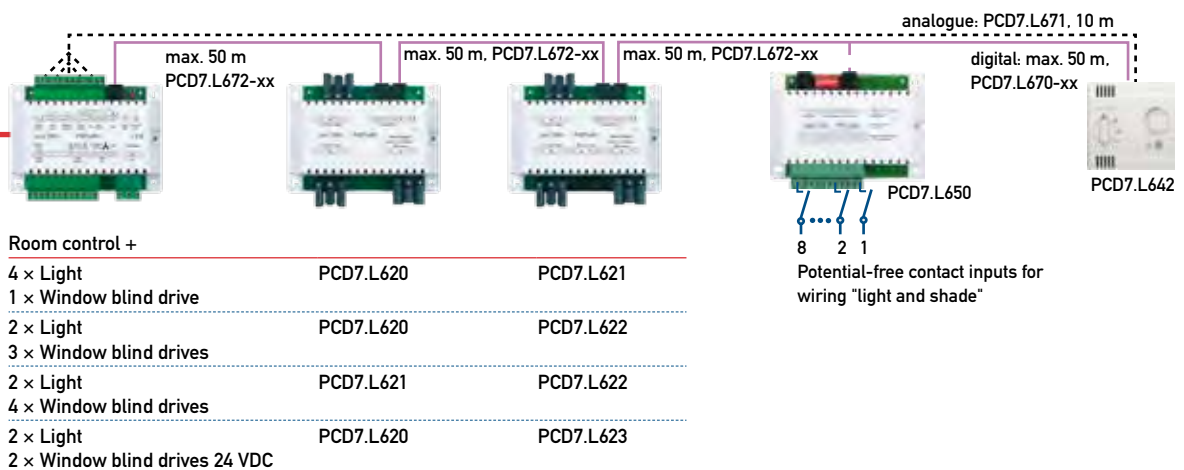 analogue: PCD7.L671, 10 m
max. 50 m
PCD7.L672-xx
max. 50 m, PCD7.L672-xx
max. 50 m, PCD7.L672-xx
digital: max. 50 m,
PCD7.L670-xx
PCD7.L650
PCD7.L642
8 2 1
Potential-free contact inputs for
wiring "light and shade"
Room control +
4 × Light PCD7.L620 PCD7.L621
1 × Window blind drive
2 × Light PCD7.L620 PCD7.L622
3 × Window blind drives
2 × Light PCD7.L621 PCD7.L622
4 × Window blind drives
2 × Light PCD7.L620 PCD7.L623
2 × Window blind drives 24 VDC